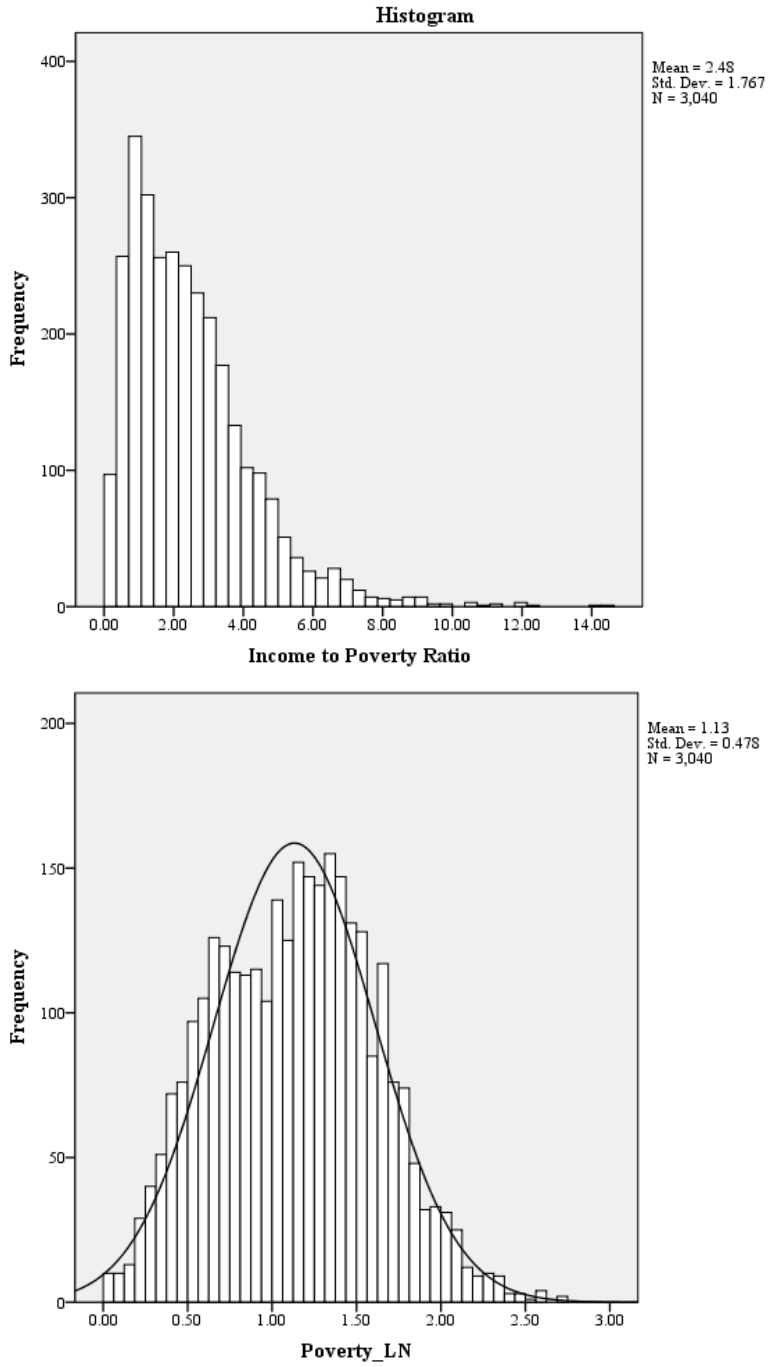 Histogram
400
300
200
100
0
Frequency
0.00 2.00 4.00 6.00 8.00 10.00 12.00 14.00
Income to Poverty Ratio
Mean = 2.48
Std. Dev. = 1.767
N = 3,040
200
150
100
50
0
Frequency
0.00 0.50 1.00 1.50 2.00 2.50 3.00
Poverty_LN
Mean = 1.13
Std. Dev. = 0.478
N = 3,040